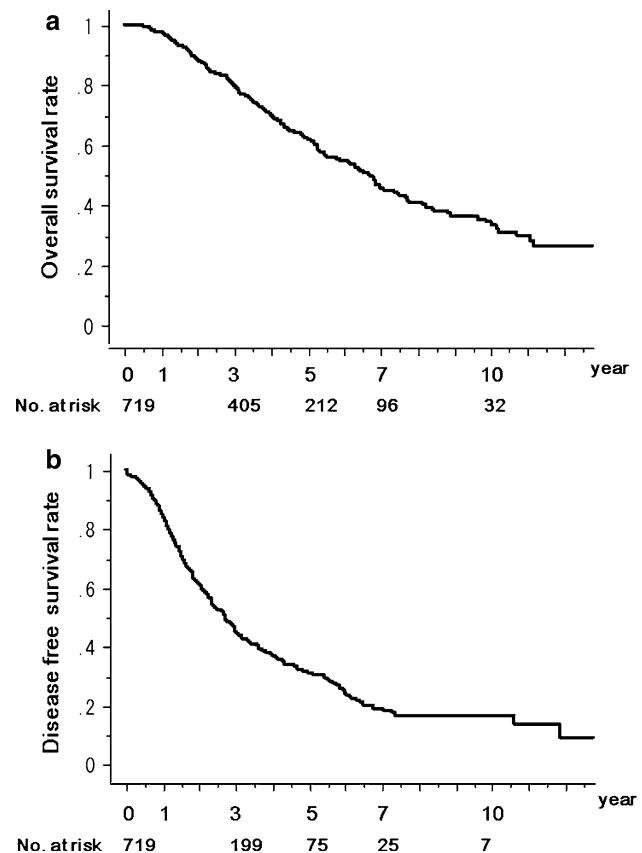 a
Overall survival rate
1
.8
.6
.4
.2
0
0 1 3 5 7 10 year
No. at risk 719 405 212 96 32
b
Disease free survival rate
1
.8
.6
.4
.2
0
0 1 3 5 7 10 year
No. at risk 719 199 75 25 7